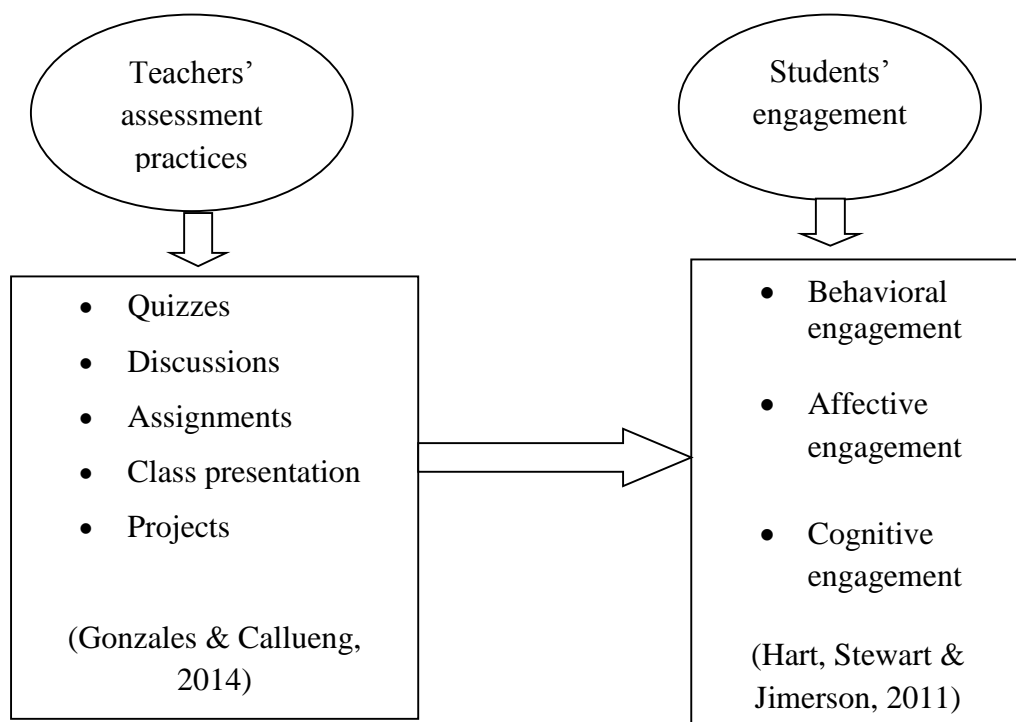 Teachers’
assessment
practices
Students’
engagement
• Quizzes
• Discussions
• Assignments
• Class presentation
• Projects
(Gonzales & Callueng,
2014)
• Behavioral
engagement
• Affective
engagement
• Cognitive
engagement
(Hart, Stewart &
Jimerson, 2011)